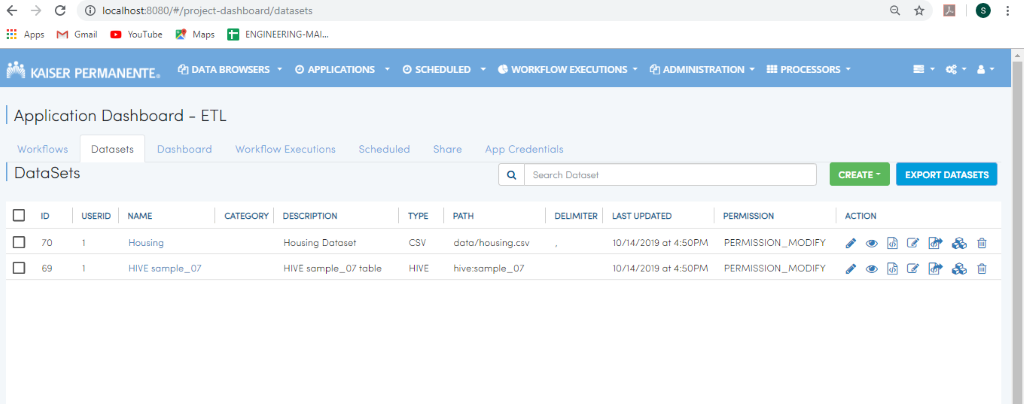 localhost:8080/#/project-dashboard/datasets
S
Apps Gmail YouTube Maps ENGINEERING-MAI...
KAISER PERMANENTE® DATA BROWSERS APPLICATIONS SCHEDULED WORKFLOW EXECUTIONS ADMINISTRATION PROCESSORS
Application Dashboard - ETL
Workflows Datasets Dashboard Workflow Executions Scheduled Share App Credentials
DataSets Search Dataset CREATE EXPORT DATASETS
ID USERID NAME CATEGORY DESCRIPTION TYPE PATH DELIMITER LAST UPDATED PERMISSION ACTION
70 1 Housing Housing Dataset CSV data/housing.csv , 10/14/2019 at 4:50PM PERMISSION_MODIFY
69 1 HIVE sample_07 HIVE sample_07 table HIVE hive:sample_07 10/14/2019 at 4:50PM PERMISSION_MODIFY